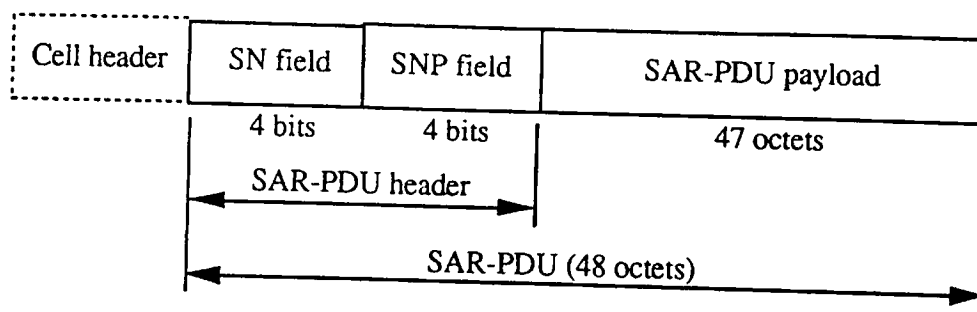 Cell header SN field SNP field SAR-PDU payload
4 bits 4 bits 47 octets
SAR-PDU header
SAR-PDU (48 octets)